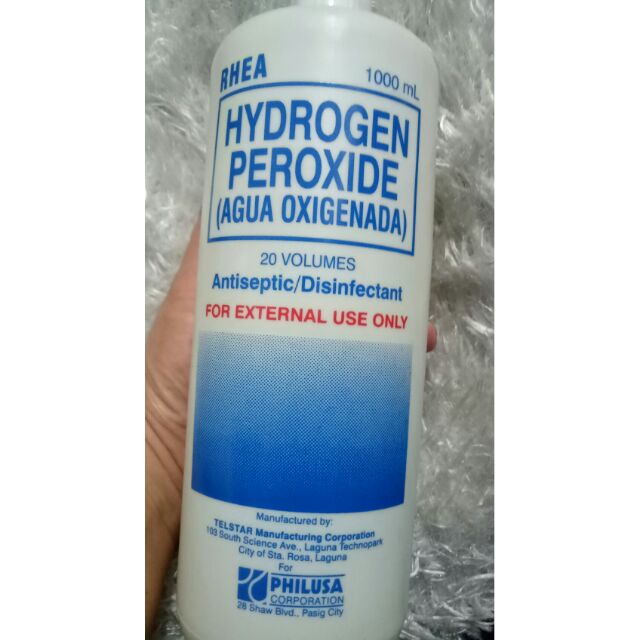 RHEA
1000 mL
HYDROGEN
PEROXIDE
(AGUA OXIGENADA)
20 VOLUMES
Antiseptic/Disinfectant
FOR EXTERNAL USE ONLY
Manufactured by:
TELSTAR Manufacturing Corporation
103 South Science Ave., Laguna Technopark
City of Sta. Rosa, Laguna
For
PHILUSA
CORPORATION
28 Shaw Blvd., Pasig City